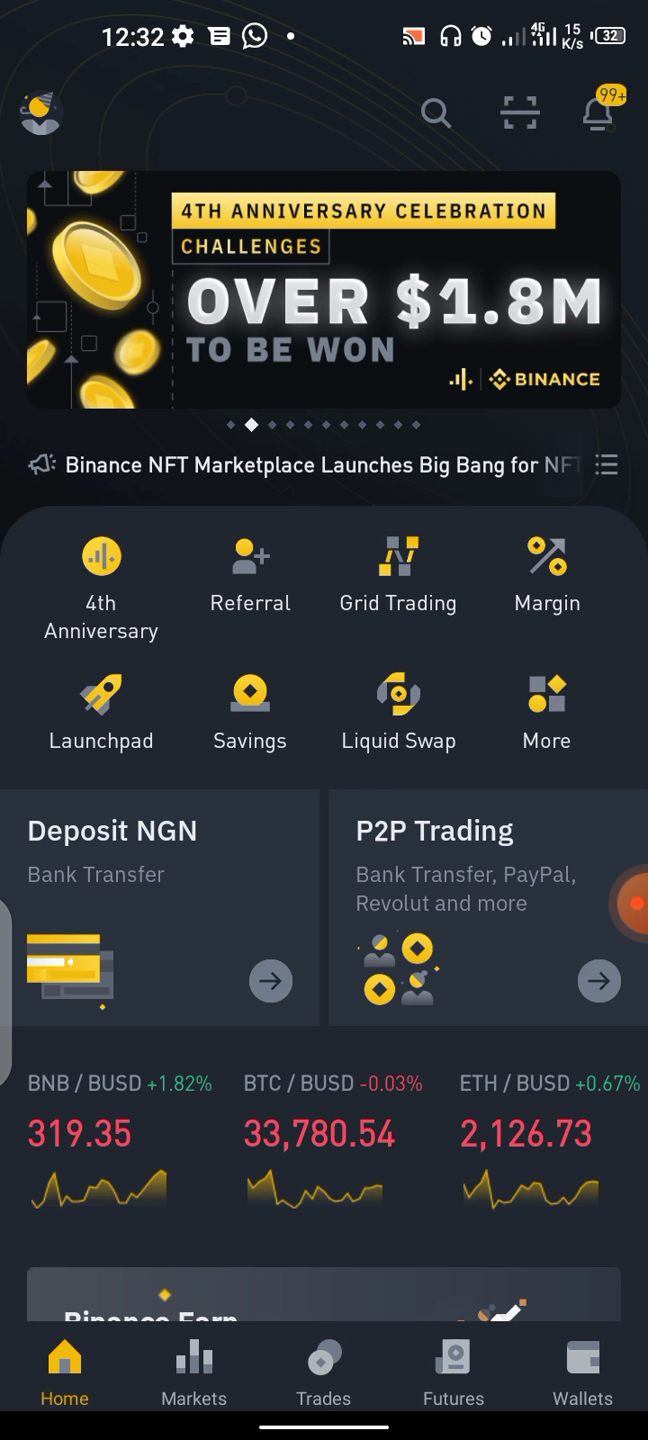 12:32
4G
15
K/s
32
99+
4TH ANNIVERSARY CELEBRATION
CHALLENGES
OVER $1.8M
TO BE WON
BINANCE
Binance NFT Marketplace Launches Big Bang for NFT
4th
Anniversary
Referral
Grid Trading
Margin
Launchpad
Savings
Liquid Swap
More
Deposit NGN
Bank Transfer
P2P Trading
Bank Transfer, PayPal,
Revolut and more
BNB / BUSD +1.82%
BTC / BUSD -0.03%
ETH / BUSD +0.67%
319.35
33,780.54
2,126.73
Binance Earn
Home
Markets
Trades
Futures
Wallets